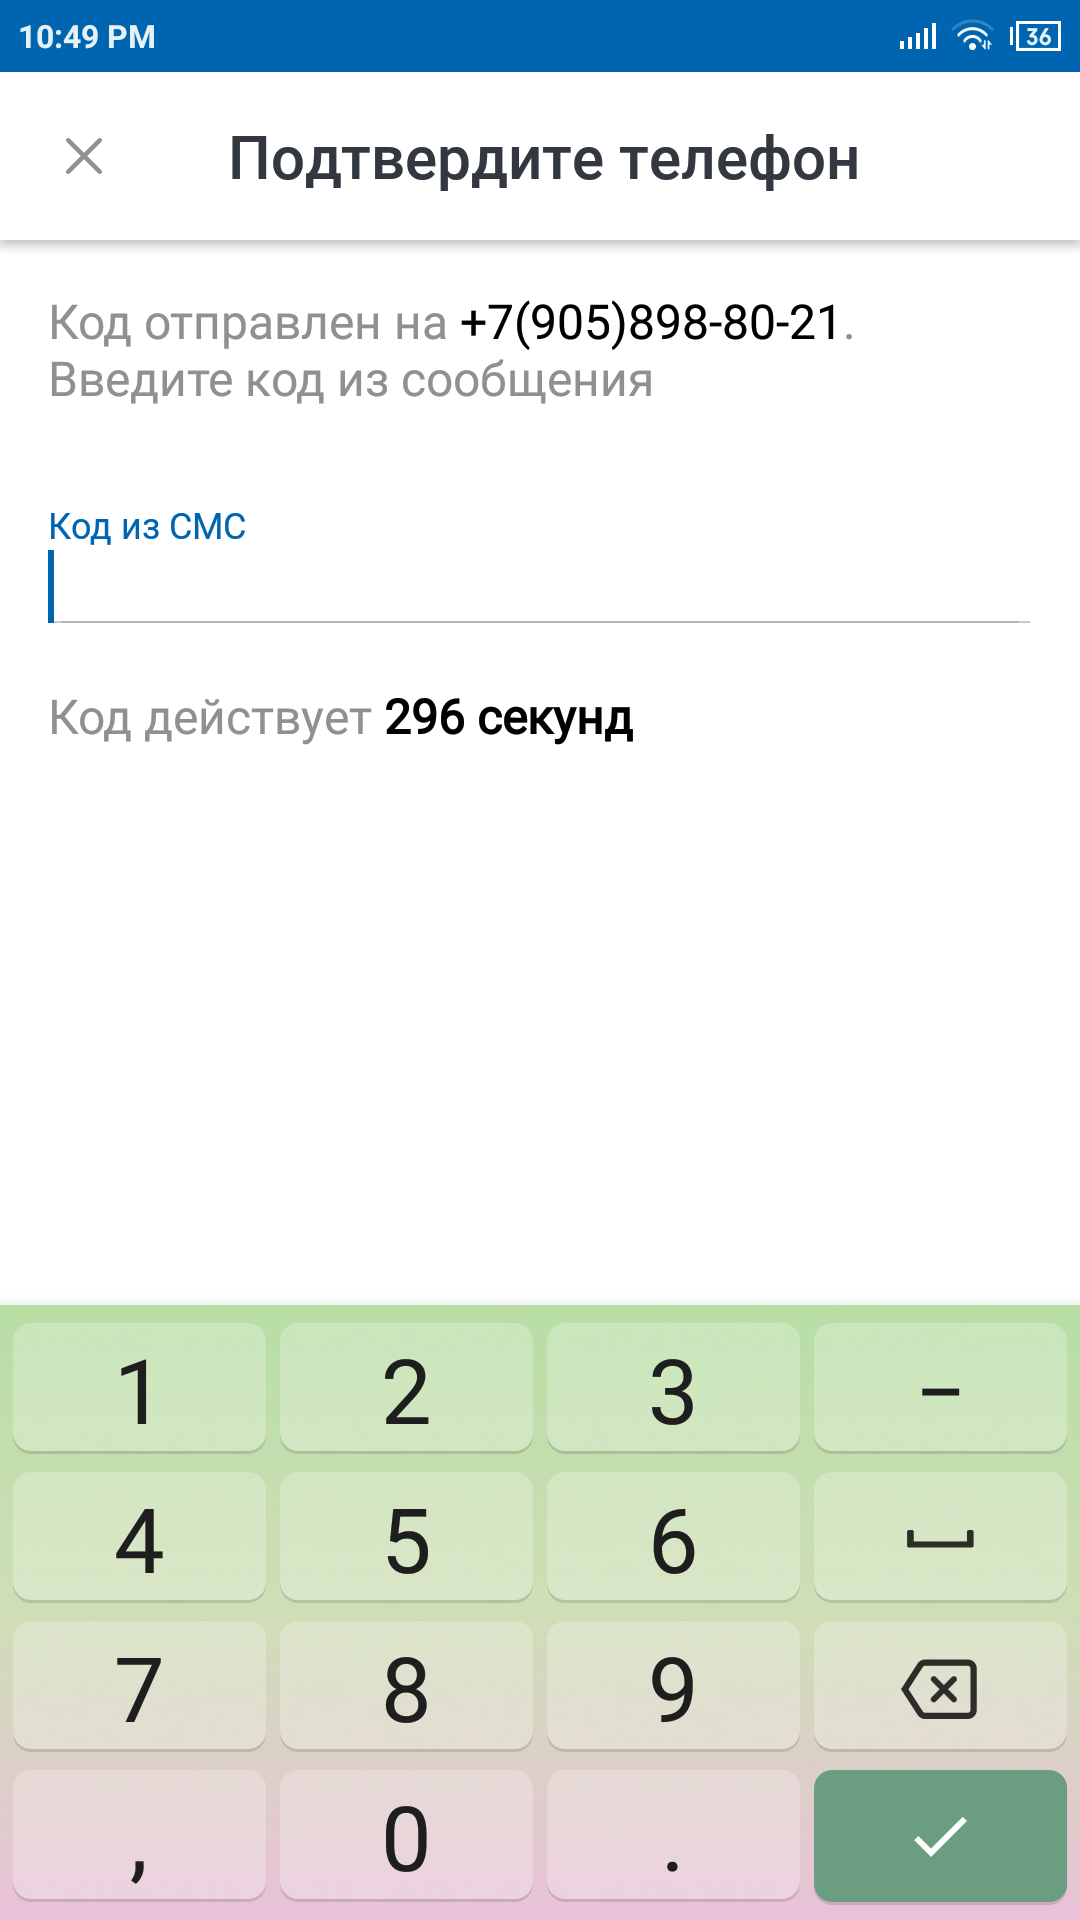 10:49 PM 36
Подтвердите телефон
Код отправлен на +7(905)898-80-21.
Введите код из сообщения
Код из СМС
Код действует 296 секунд
1 2 3 –
4 5 6
7 8 9
, 0 .